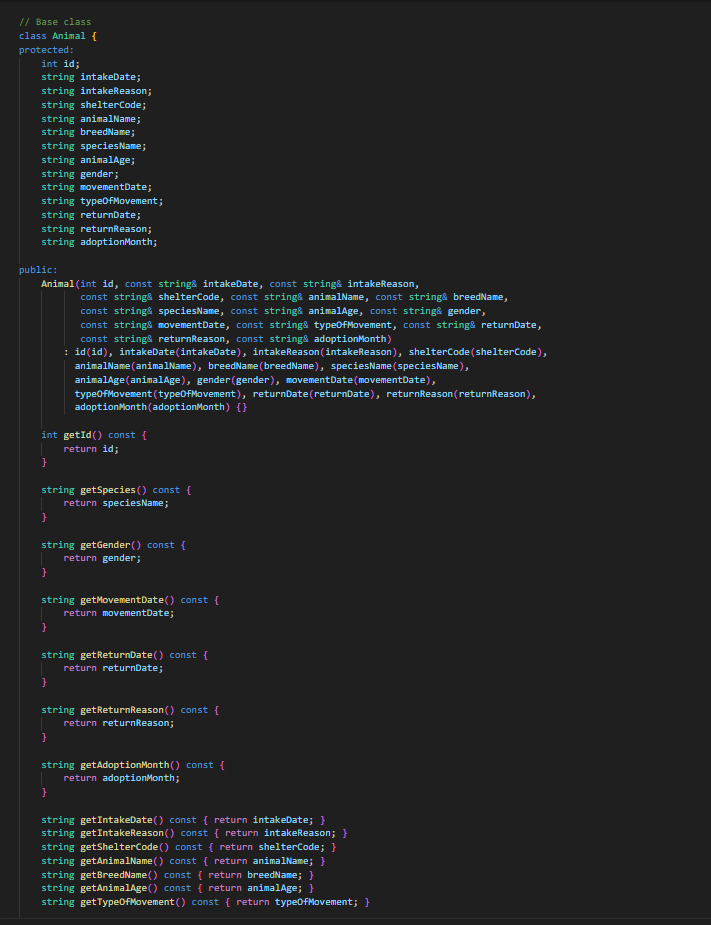 // Base class
class Animal {
protected:
    int id;
    string intakeDate;
    string intakeReason;
    string shelterCode;
    string animalName;
    string breedName;
    string speciesName;
    string animalAge;
    string gender;
    string movementDate;
    string typeOfMovement;
    string returnDate;
    string returnReason;
    string adoptionMonth;
public:
    Animal(int id, const string& intakeDate, const string& intakeReason,
           const string& shelterCode, const string& animalName, const string& breedName,
           const string& speciesName, const string& animalAge, const string& gender,
           const string& movementDate, const string& typeOfMovement, const string& returnDate,
           const string& returnReason, const string& adoptionMonth)
        : id(id), intakeDate(intakeDate), intakeReason(intakeReason), shelterCode(shelterCode),
          animalName(animalName), breedName(breedName), speciesName(speciesName),
          animalAge(animalAge), gender(gender), movementDate(movementDate),
          typeOfMovement(typeOfMovement), returnDate(returnDate), returnReason(returnReason),
          adoptionMonth(adoptionMonth) {}
    int getId() const {
        return id;
    }
    string getSpecies() const {
        return speciesName;
    }
    string getGender() const {
        return gender;
    }
    string getMovementDate() const {
        return movementDate;
    }
    string getReturnDate() const {
        return returnDate;
    }
    string getReturnReason() const {
        return returnReason;
    }
    string getAdoptionMonth() const {
        return adoptionMonth;
    }
    string getIntakeDate() const { return intakeDate; }
    string getIntakeReason() const { return intakeReason; }
    string getShelterCode() const { return shelterCode; }
    string getAnimalName() const { return animalName; }
    string getBreedName() const { return breedName; }
    string getAnimalAge() const { return animalAge; }
    string getTypeOfMovement() const { return typeOfMovement; }